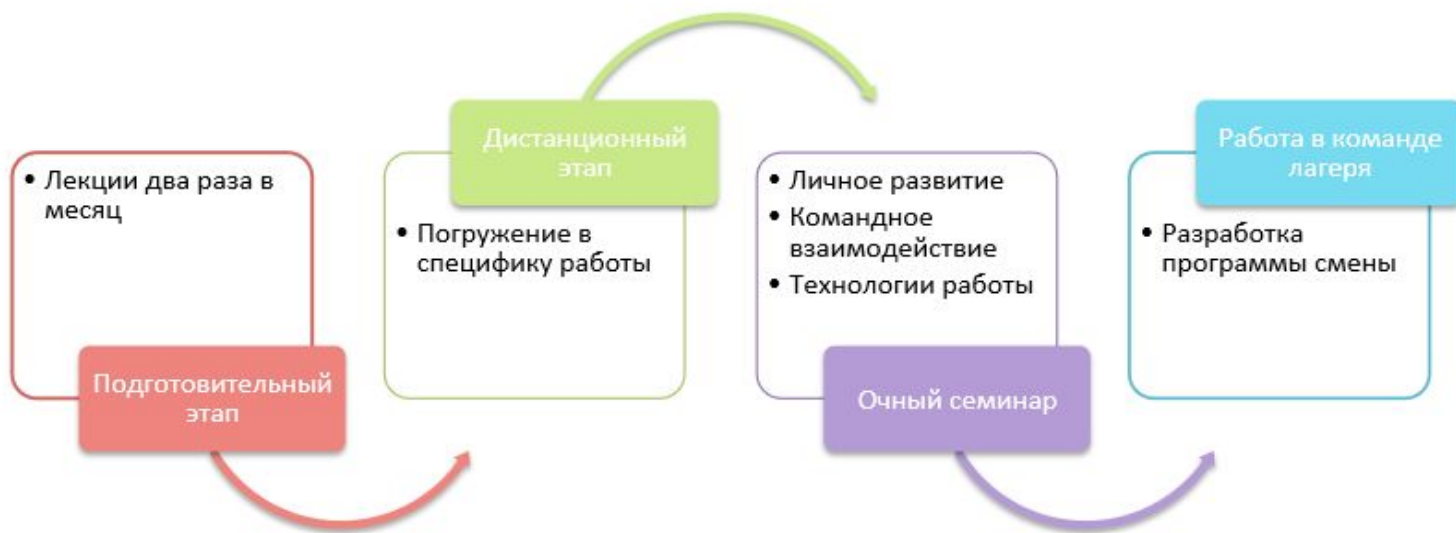 • Лекции два раза в
месяц
Подготовительный
этап
Дистанционный
этап
• Погружение в
специфику работы
• Личное развитие
• Командное
взаимодействие
• Технологии работы
Очный семинар
Работа в команде
лагеря
• Разработка
программы смены